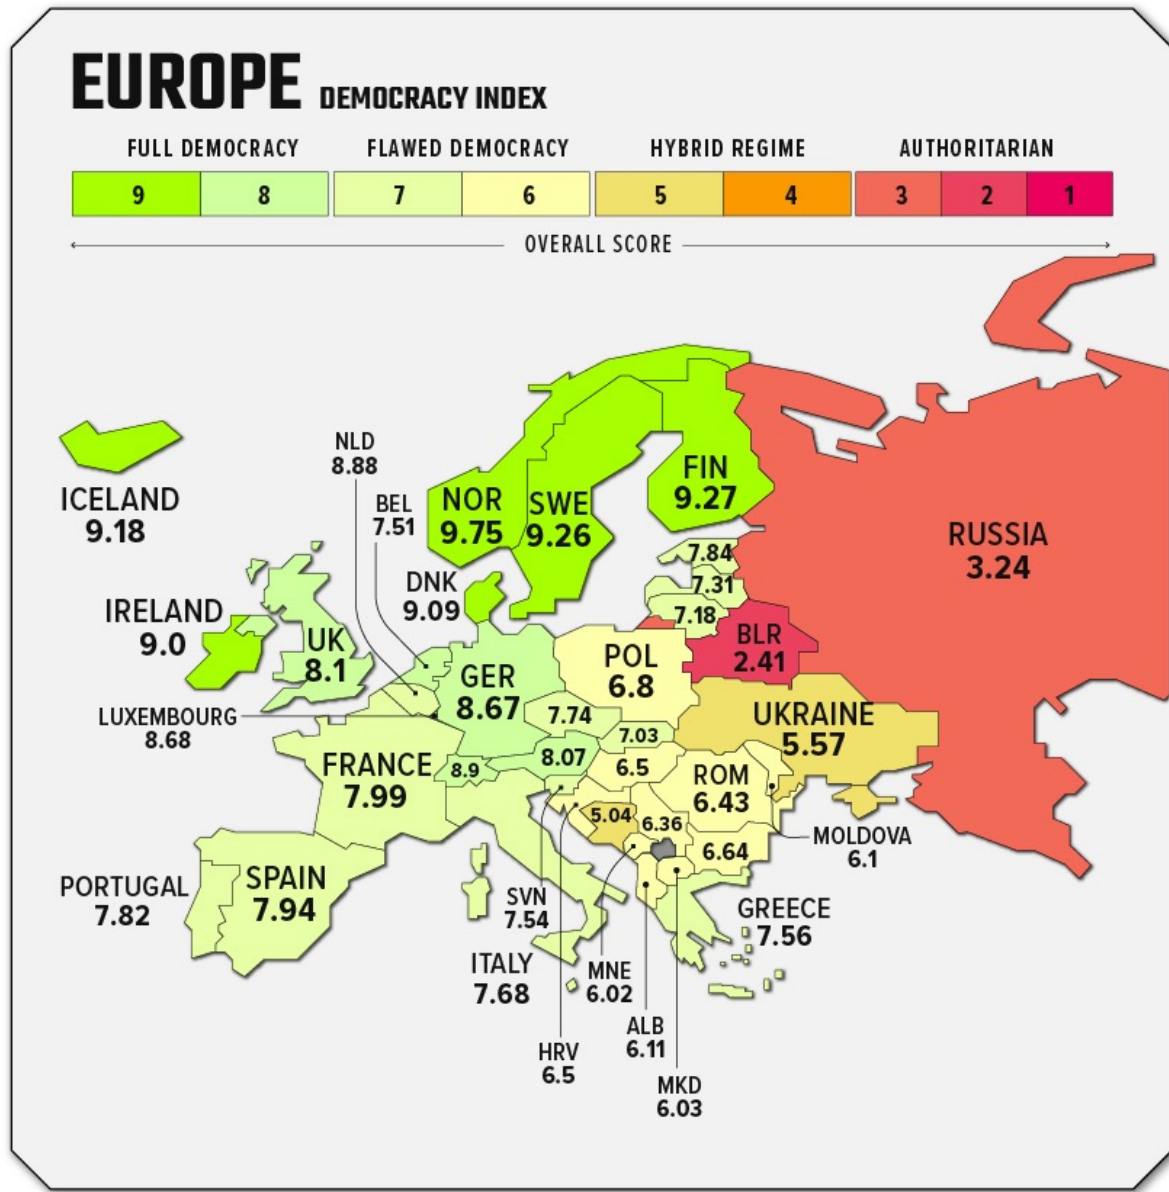 EUROPE DEMOCRACY INDEX
FULL DEMOCRACY FLAWED DEMOCRACY HYBRID REGIME AUTHORITARIAN
9 8 7 6 5 4 3 2 1
OVERALL SCORE
NLD
8.88
BEL
7.51
ICELAND
9.18
NOR
9.75
SWE
9.26
FIN
9.27
RUSSIA
3.24
DNK
9.09
7.84
7.31
7.18
IRELAND
9.0
UK
8.1
BLR
2.41
GER
8.67
POL
6.8
LUXEMBOURG
8.68
7.74
7.03
UKRAINE
5.57
FRANCE
7.99
8.9
8.07
6.5
ROM
6.43
5.04
6.36
6.64
MOLDOVA
6.1
PORTUGAL
7.82
SPAIN
7.94
SVN
7.54
GREECE
7.56
ITALY
7.68
MNE
6.02
ALB
6.11
HRV
6.5
MKD
6.03